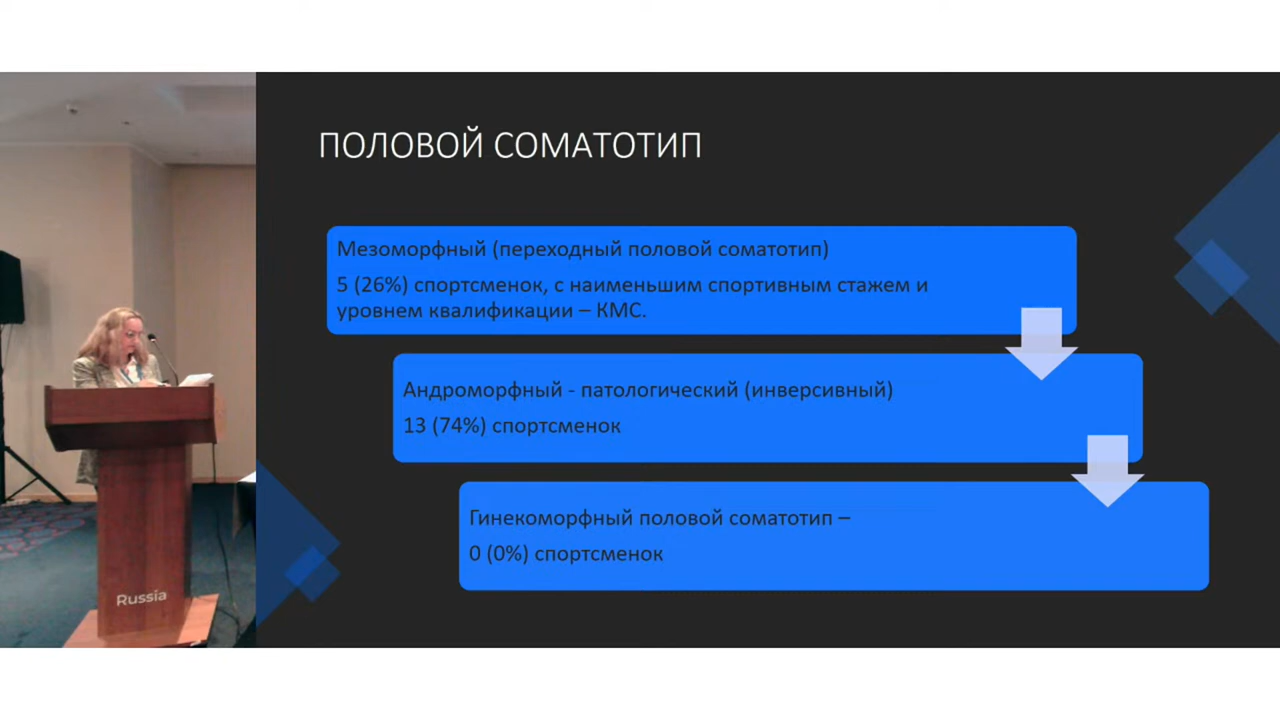 ПОЛОВОЙ СОМАТОТИП
Мезоморфный (переходный половой соматотип)
5 (26%) спортсменок, с наименьшим спортивным стажем и
уровнем квалификации – КМС.
Андроморфный - патологический (инверсивный)
13 (74%) спортсменок
Гинекоморфный половой соматотип –
0 (0%) спортсменок
Russia